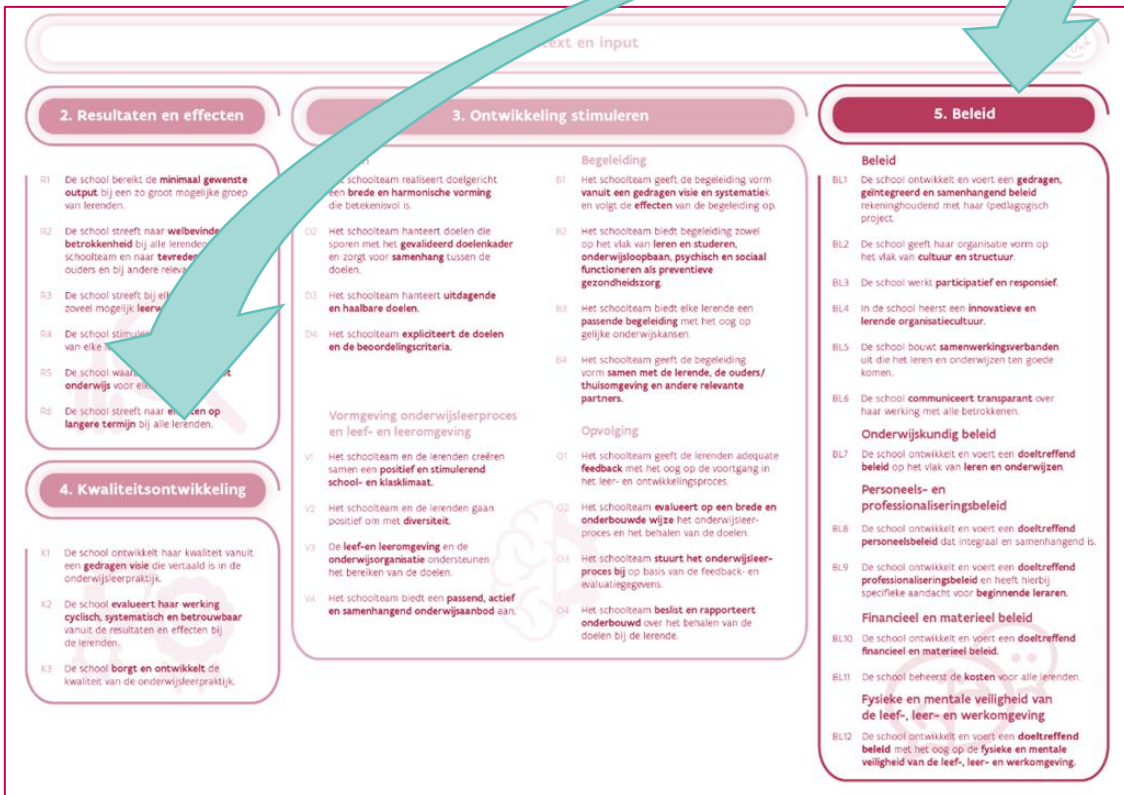 text en input
2. Resultaten en effecten
R1 De school bereikt de minimaal gewenste
output bij een zo groot mogelijke groep
van lerenden.
R2 De school streeft naar
betrokkenheid bij alle lerenden
schoolteam en naar
ouders en bij andere
R3 De school streeft bij
zoveel mogelijk
R4 De school
van elke
R5 De school
onderwijs voor
R6 De school streeft naar op
langere termijn bij alle lerenden.
4. Kwaliteitsontwikkeling
K1 De school ontwikkelt haar kwaliteit vanuit
een gedragen visie die vertaald is in de
onderwijsleerpraktijk.
K2 De school evalueert haar werking
cyclisch, systematisch en betrouwbaar
vanuit de resultaten en effecten bij
de lerenden.
K3 De school borgt en ontwikkelt de
kwaliteit van de onderwijsleerpraktijk.
3. Ontwikkeling stimuleren
Het schoolteam realiseert doelgericht
een brede en harmonische vorming
die betekenisvol is.
D2 Het schoolteam hanteert doelen die
sporen met het gevalideerd doelenkader
en zorgt voor samenhang tussen de
doelen.
D3 Het schoolteam hanteert uitdagende
en haalbare doelen.
D4 Het schoolteam expliciteert de doelen
en de beoordelingscriteria.
Vormgeving onderwijsleerproces
en leef- en leeromgeving
V1 Het schoolteam en de lerenden creëren
samen een positief en stimulerend
school- en klasklimaat.
V2 Het schoolteam en de lerenden gaan
positief om met diversiteit.
V3 De leef-en leeromgeving en de
onderwijsorganisatie ondersteunen
het bereiken van de doelen.
V4 Het schoolteam biedt een passend, actief
en samenhangend onderwijsaanbod aan.
Begeleiding
B1 Het schoolteam geeft de begeleiding vorm
vanuit een gedragen visie en systematiek
en volgt de effecten van de begeleiding op.
B2 Het schoolteam biedt begeleiding zowel
op het vlak van leren en studeren,
onderwijsloopbaan, psychisch en sociaal
functioneren als preventieve
gezondheidszorg.
B3 Het schoolteam biedt elke lerende een
passende begeleiding met het oog op
gelijke onderwijskansen.
B4 Het schoolteam geeft de begeleiding
vorm samen met de lerende, de ouders/
thuisomgeving en andere relevante
partners.
Opvolging
O1 Het schoolteam geeft de lerenden adequate
feedback met het oog op de voortgang in
het leer- en ontwikkelingsproces.
O2 Het schoolteam evalueert op een brede en
onderbouwde wijze het onderwijsleer-
proces en het behalen van de doelen.
O3 Het schoolteam stuurt het onderwijsleer-
proces bij op basis van de feedback- en
evaluatiegegevens.
O4 Het schoolteam beslist en rapporteert
onderbouwd over het behalen van de
doelen bij de lerende.
5. Beleid
Beleid
BL1 De school ontwikkelt en voert een gedragen,
geïntegreerd en samenhangend beleid
rekeninghoudend met haar (ped)agogisch
project.
BL2 De school geeft haar organisatie vorm op
het vlak van cultuur en structuur.
BL3 De school werkt participatief en responsief.
BL4 In de school heerst een innovatieve en
lerende organisatiecultuur.
BL5 De school bouwt samenwerkingsverbanden
uit die het leren en onderwijzen ten goede
komen.
BL6 De school communiceert transparant over
haar werking met alle betrokkenen.
Onderwijskundig beleid
BL7 De school ontwikkelt en voert een doeltreffend
beleid op het vlak van leren en onderwijzen.
Personeels- en
professionaliseringsbeleid
BL8 De school ontwikkelt en voert een doeltreffend
personeelsbeleid dat integraal en samenhangend is.
BL9 De school ontwikkelt en voert een doeltreffend
professionaliseringsbeleid en heeft hierbij
specifieke aandacht voor beginnende leraren.
Financieel en materieel beleid
BL10 De school ontwikkelt en voert een doeltreffend
financieel en materieel beleid.
BL11 De school beheerst de kosten voor alle lerenden.
Fysieke en mentale veiligheid van
de leef-, leer- en werkomgeving
BL12 De school ontwikkelt en voert een doeltreffend
beleid met het oog op de fysieke en mentale
veiligheid van de leef-, leer- en werkomgeving.